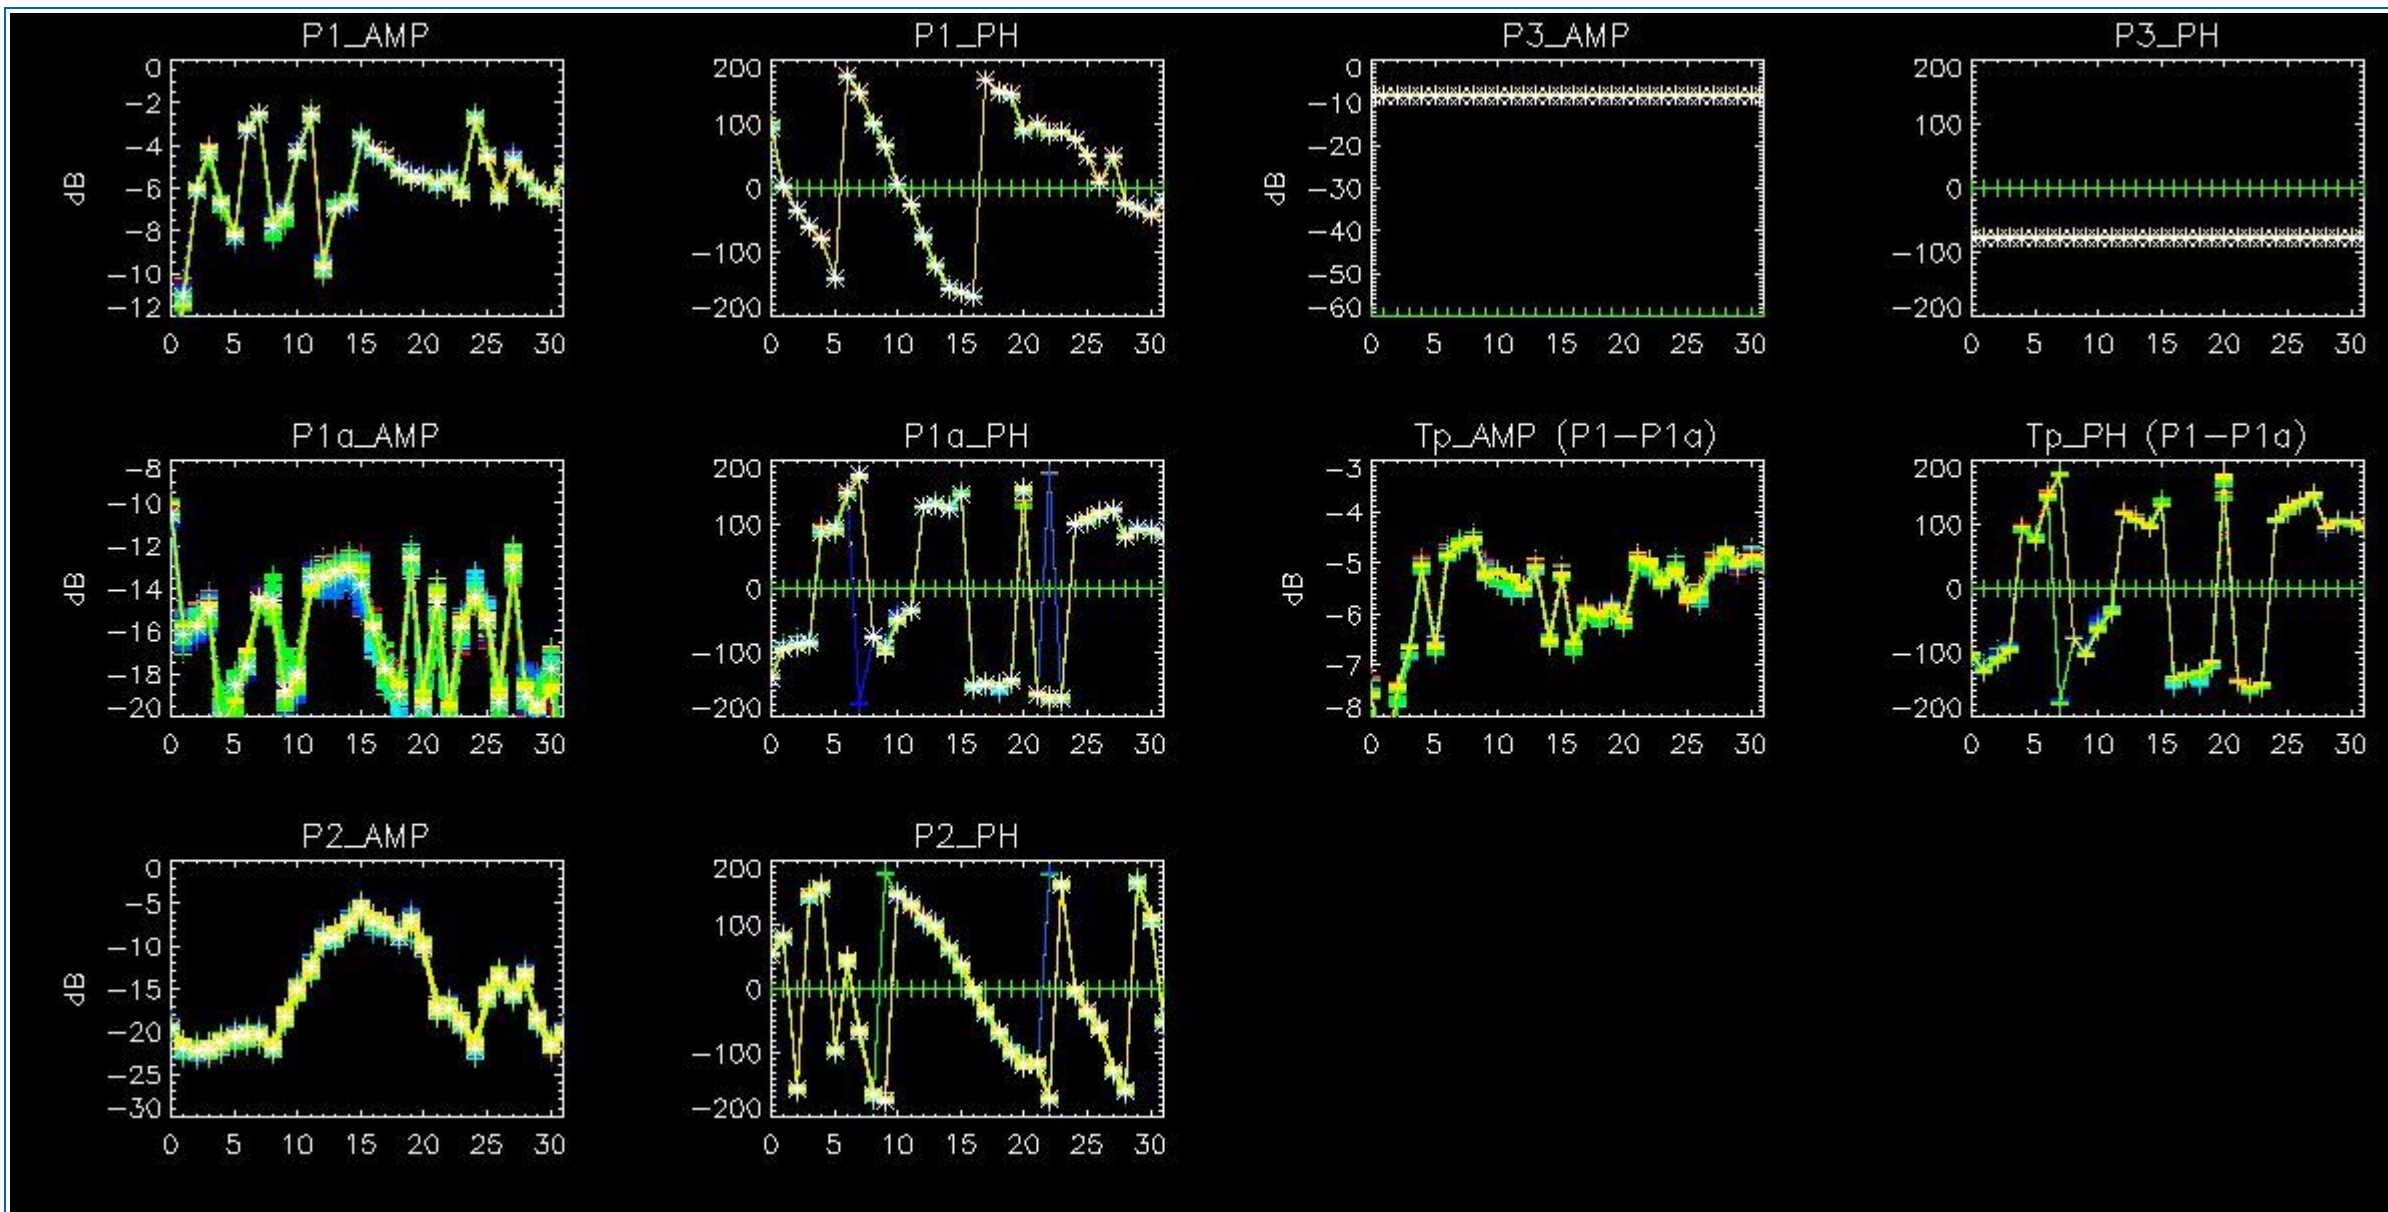 P1_AMP
P1_PH
P3_AMP
P3_PH
0
−2
−4
−6
−8
−10
−12
dB
0 5 10 15 20 25 30
200
100
0
−100
−200
0 5 10 15 20 25 30
0
−10
−20
−30
−40
−50
−60
dB
0 5 10 15 20 25 30
200
100
0
−100
−200
0 5 10 15 20 25 30
P1a_AMP
P1a_PH
Tp_AMP (P1−P1a)
Tp_PH (P1−P1a)
−8
−10
−12
−14
−16
−18
−20
dB
0 5 10 15 20 25 30
200
100
0
−100
−200
0 5 10 15 20 25 30
−3
−4
−5
−6
−7
−8
dB
0 5 10 15 20 25 30
200
100
0
−100
−200
0 5 10 15 20 25 30
P2_AMP
P2_PH
0
−5
−10
−15
−20
−25
−30
dB
0 5 10 15 20 25 30
200
100
0
−100
−200
0 5 10 15 20 25 30